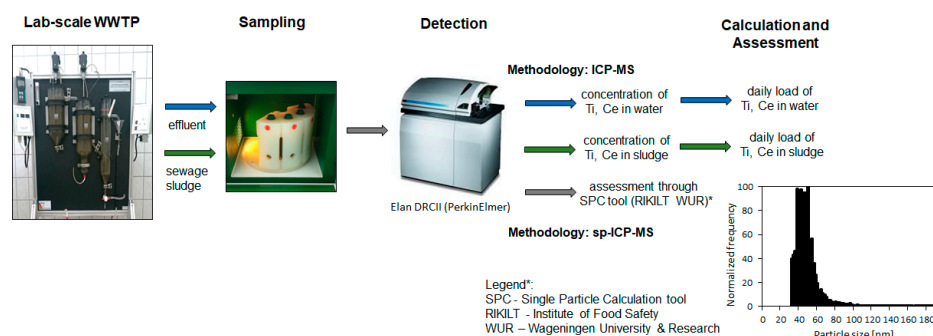 Lab-scale WWTP
Sampling
Detection
Calculation and
Assessment
Methodology: ICP-MS
effluent
sewage
sludge
concentration of
Ti, Ce in water
daily load of
Ti, Ce in water
concentration of
Ti, Ce in sludge
daily load of
Ti, Ce in sludge
assessment through
SPC tool (RIKILT WUR)*
Elan DRCII (PerkinElmer)
Methodology: sp-ICP-MS
Legend*:
SPC - Single Particle Calculation tool
RIKILT - Institute of Food Safety
WUR – Wageningen University & Research
Normalized frequency
100
80
60
40
20
0
0 20 40 60 80 100 120 140 160 180
Particle size [nm]